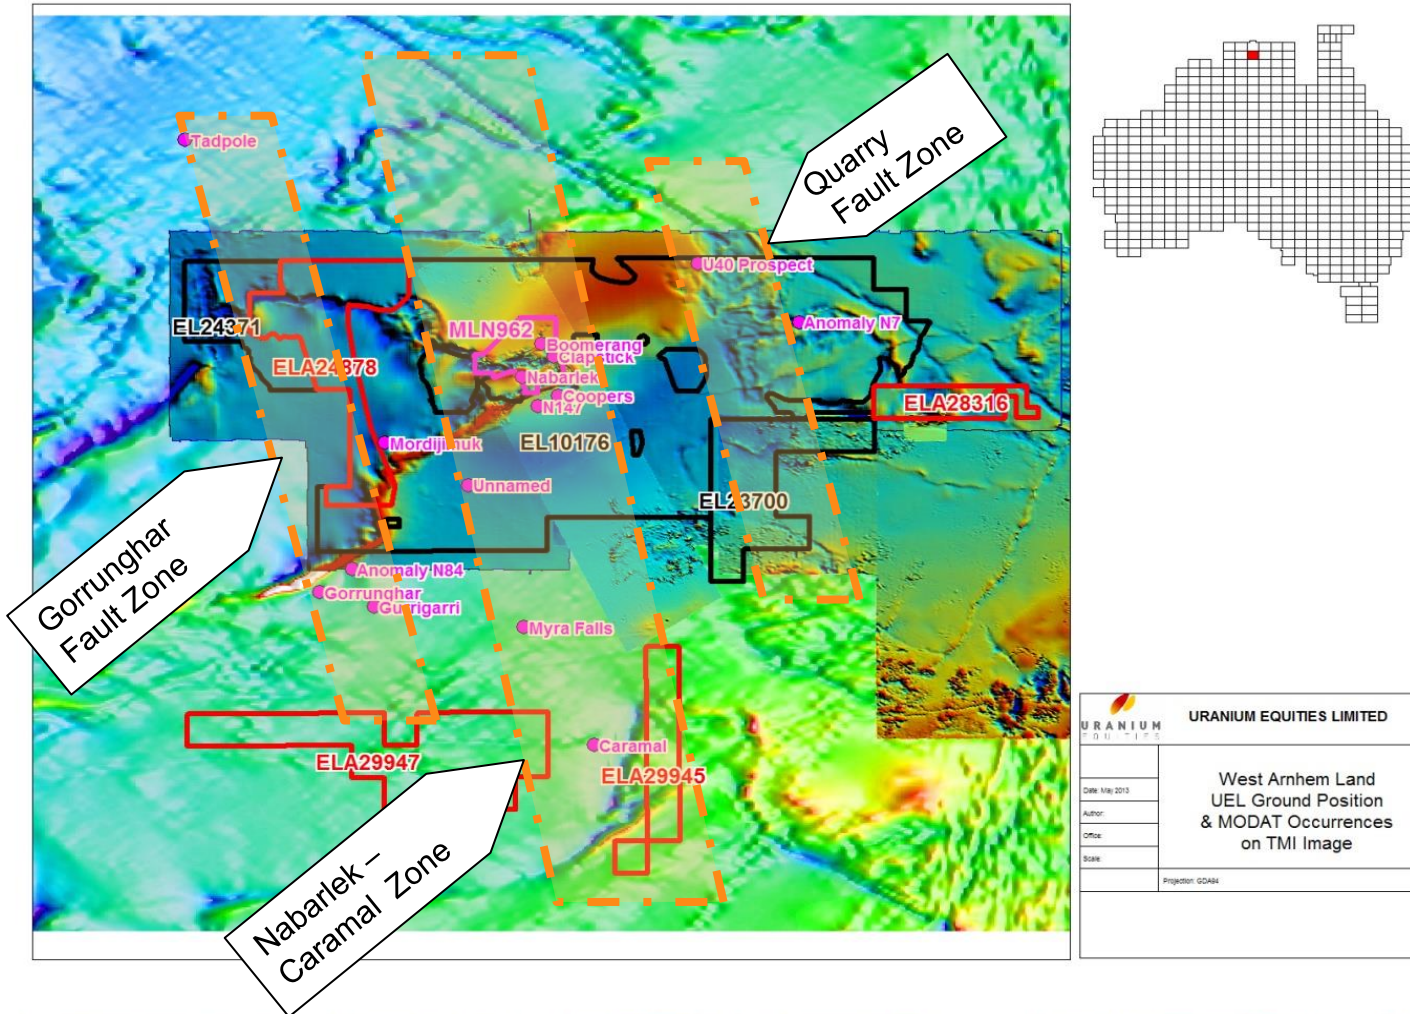 Tadpole
Quarry
Fault Zone
U40 Prospect
EL24371
MLN962
Anomaly N7
Boomerang
Clapstick
ELA24878
Nabarlek
Coopers
N147
ELA28316
Mordijimuk
EL10176
Unnamed
EL23700
Gorrunghar
Fault Zone
Anomaly N84
Gorrunghar
Gurrigarri
Myra Falls
Caramal
ELA29947
ELA29945
Nabarlek –
Caramal Zone
URANIUM
EQUITIES
URANIUM EQUITIES LIMITED
West Arnhem Land
UEL Ground Position
& MODAT Occurrences
on TMI Image
Date: May 2013
Author:
Office:
Scale:
Projection: GDA94